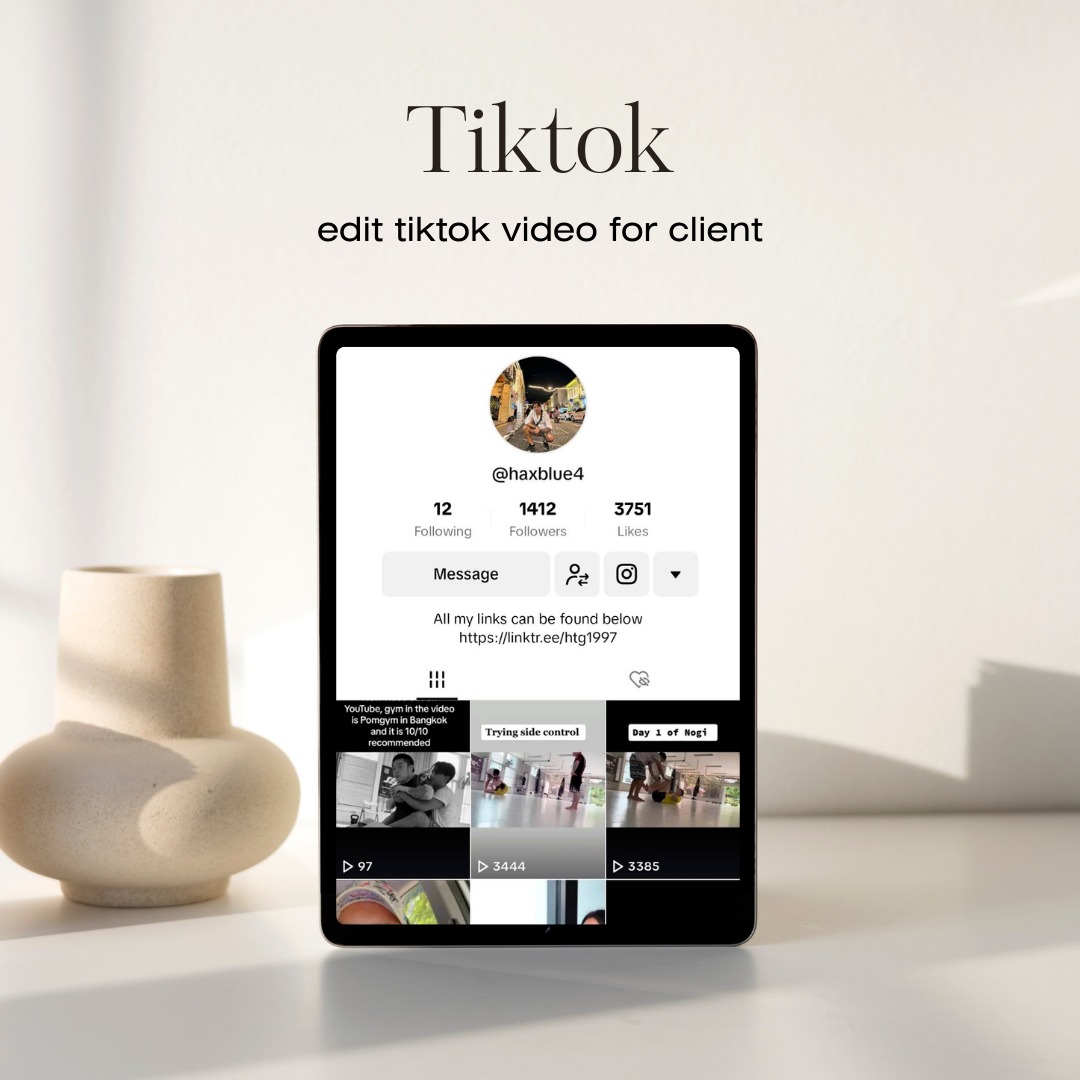 Tiktok
edit tiktok video for client
@haxblue4
12 1412 3751
Following Followers Likes
Message
All my links can be found below
https://linktr.ee/htg1997
YouTube, gym in the video
is Pomgym in Bangkok
and it is 10/10
recommended
Trying side control
Day 1 of Nogi
97 3444 3385